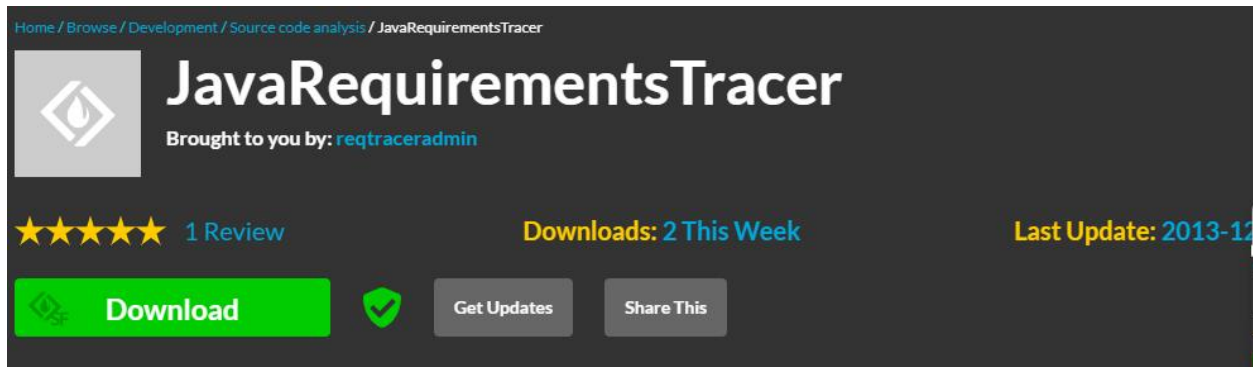 Home / Browse / Development / Source code analysis / JavaRequirementsTracer
JavaRequirementsTracer
Brought to you by: reqtraceradmin
1 Review
Downloads: 2 This Week
Last Update: 2013-12
SF
Download
Get Updates
Share This